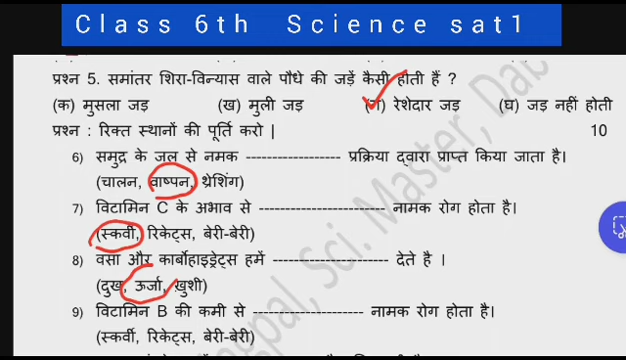 Class 6th Science sat1
प्रश्न 5. समांतर शिरा-विन्यास वाले पौधे की जड़ें कैसी होती हैं ?
(क) मुसला जड़ (ख) मुली जड़ (ग) रेशेदार जड़ (घ) जड़ नहीं होती
प्रश्न : रिक्त स्थानों की पूर्ति करो | 10
6) समुद्र के जल से नमक ------------------- प्रक्रिया द्वारा प्राप्त किया जाता है।
(चालन, वाष्पन, थ्रेशिंग)
7) विटामिन C के अभाव से ------------------------- नामक रोग होता है।
(स्कर्वी, रिकेट्स, बेरी-बेरी)
8) वसा और कार्बोहाइड्रेट्स हमें ----------------------- देते है ।
(दुख, ऊर्जा, खुशी)
9) विटामिन B की कमी से ---------------------- नामक रोग होता है।
(स्कर्वी, रिकेट्स, बेरी-बेरी)